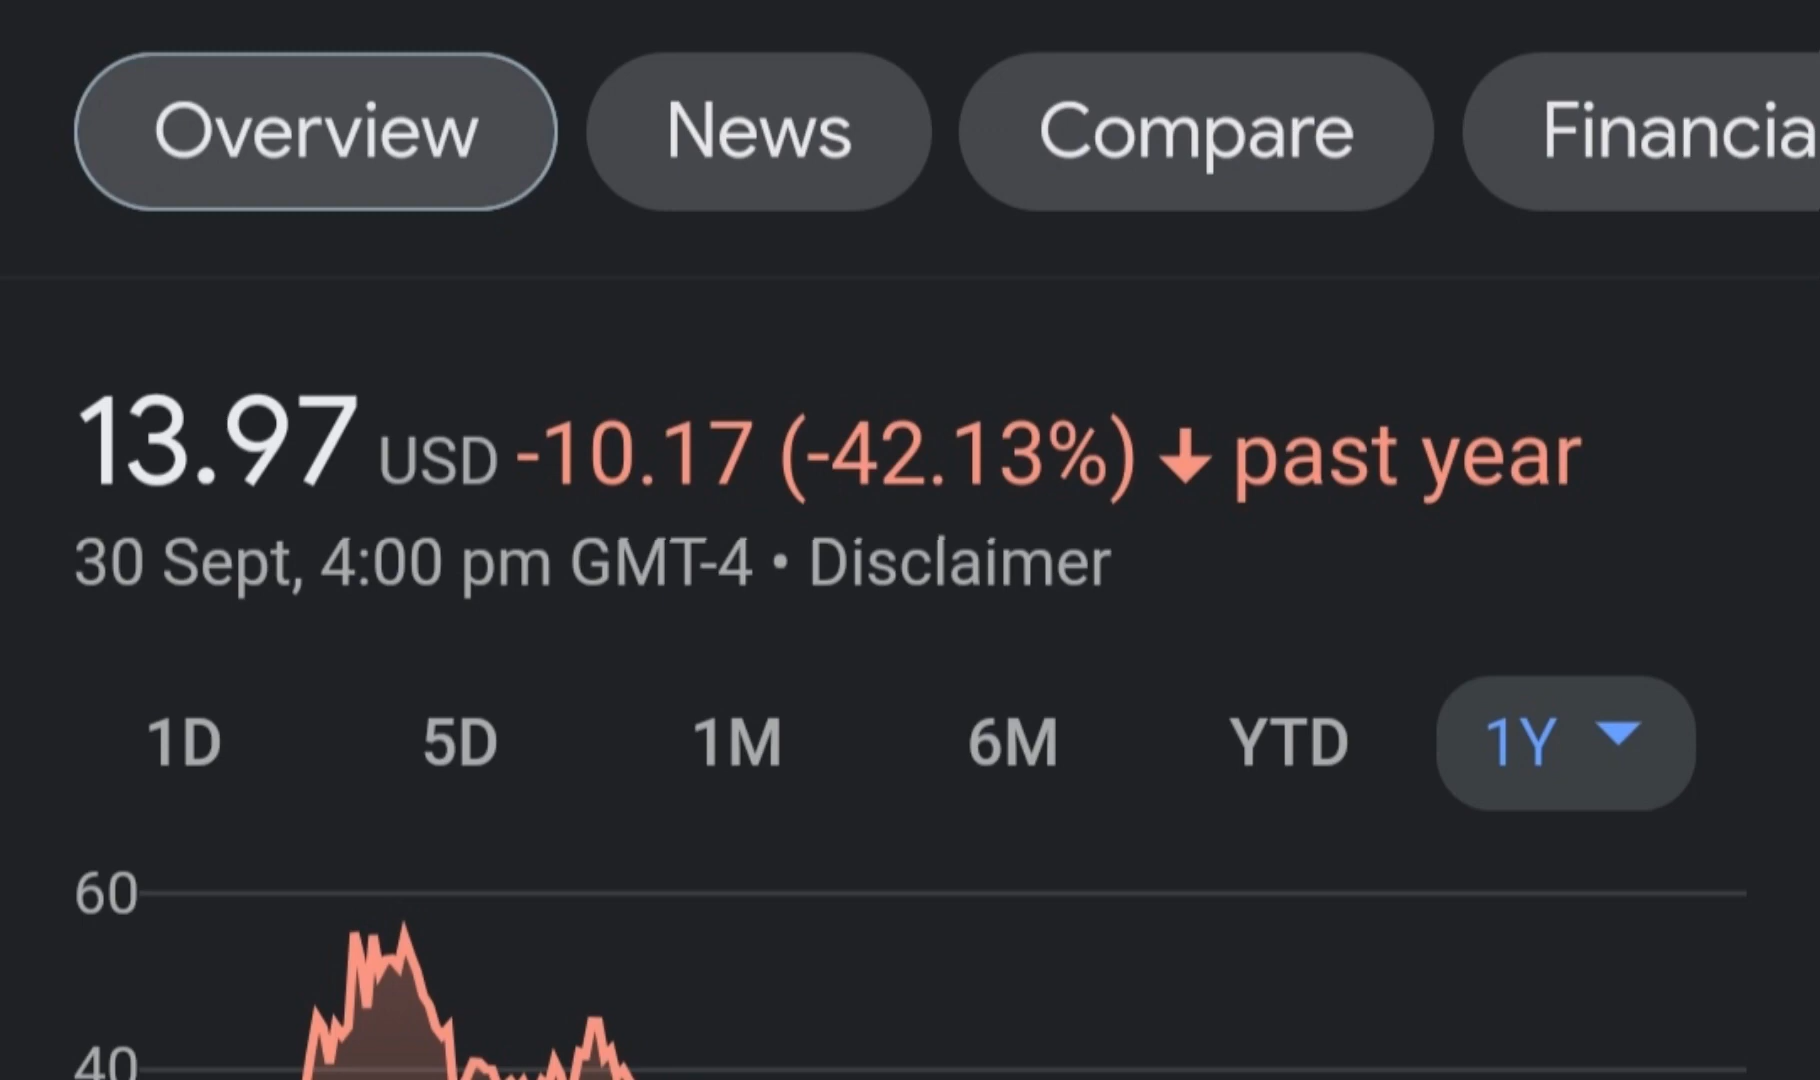 Overview News Compare Financia
13.97 USD -10.17 (-42.13%) ↓ past year
30 Sept, 4:00 pm GMT-4 • Disclaimer
1D 5D 1M 6M YTD 1Y
60
40